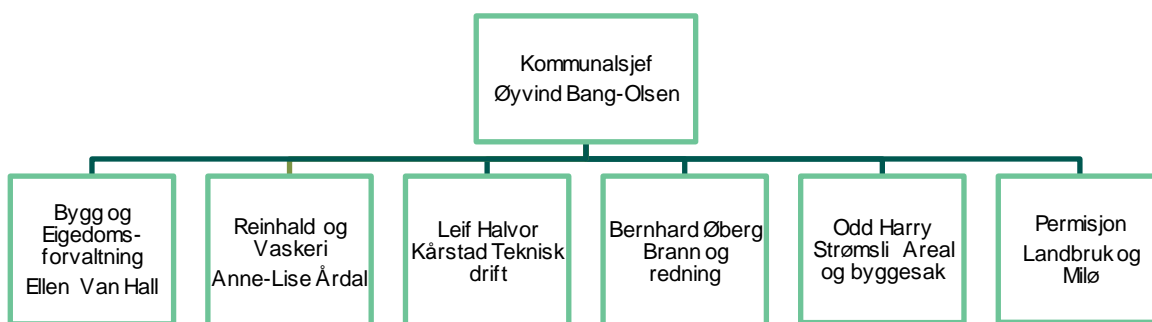 Kommunalsjef
Øyvind Bang-Olsen
Bygg og
Eigedoms-
forvaltning
Ellen Van Hall
Reinhald og
Vaskeri
Anne-Lise Årdal
Leif Halvor
Kårstad Teknisk
drift
Bernhard Øberg
Brann og
redning
Odd Harry
Strømsli Areal
og byggesak
Permisjon
Landbruk og
Milø